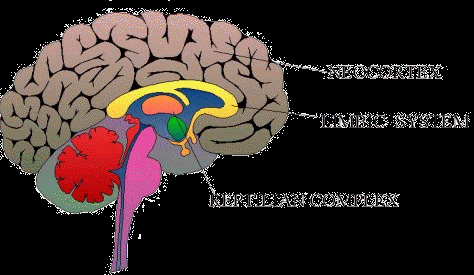 NEOCORTEX
LIMBIC SYSTEM
REPTILIAN COMPLEX